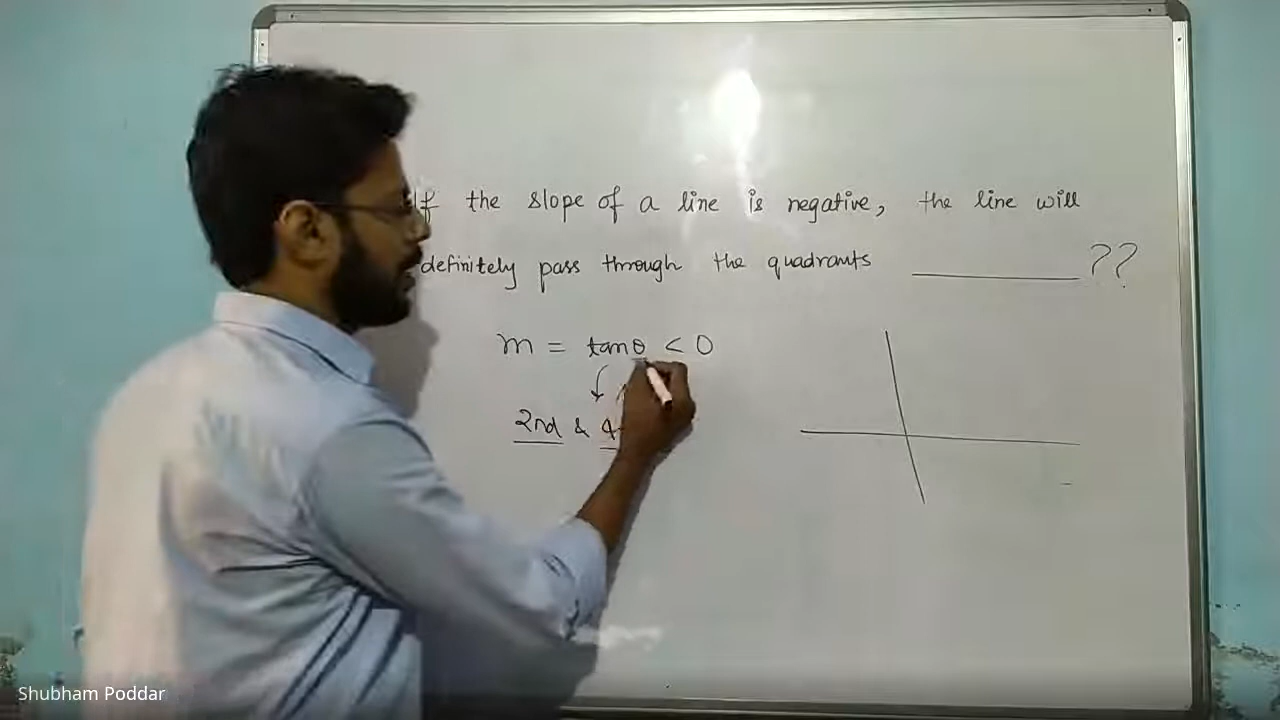 If the slope of a line is negative, the line will
definitely pass through the quadrants ________ ??
m = tanθ < 0
2nd & 4
Shubham Poddar